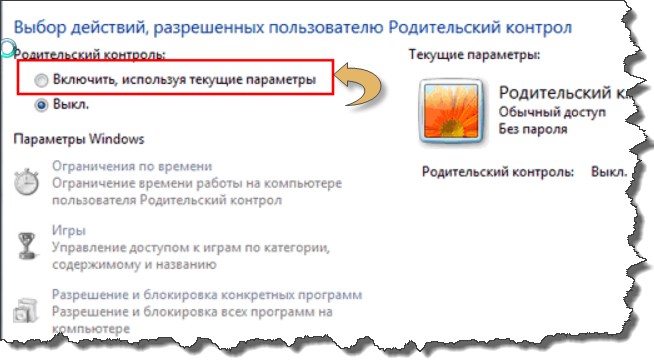 Выбор действий, разрешенных пользователю Родительский контрол
Родительский контроль:
Включить, используя текущие параметры
Выкл.
Параметры Windows
Ограничения по времени
Ограничение времени работы на компьютере
пользователя Родительский контрол
Игры
Управление доступом к играм по категории,
содержимому и названию
Разрешение и блокировка конкретных программ
Разрешение и блокировка всех программ на
компьютере
Текущие параметры:
Родительский
Обычный доступ
Без пароля
Родительский контроль: Выкл.